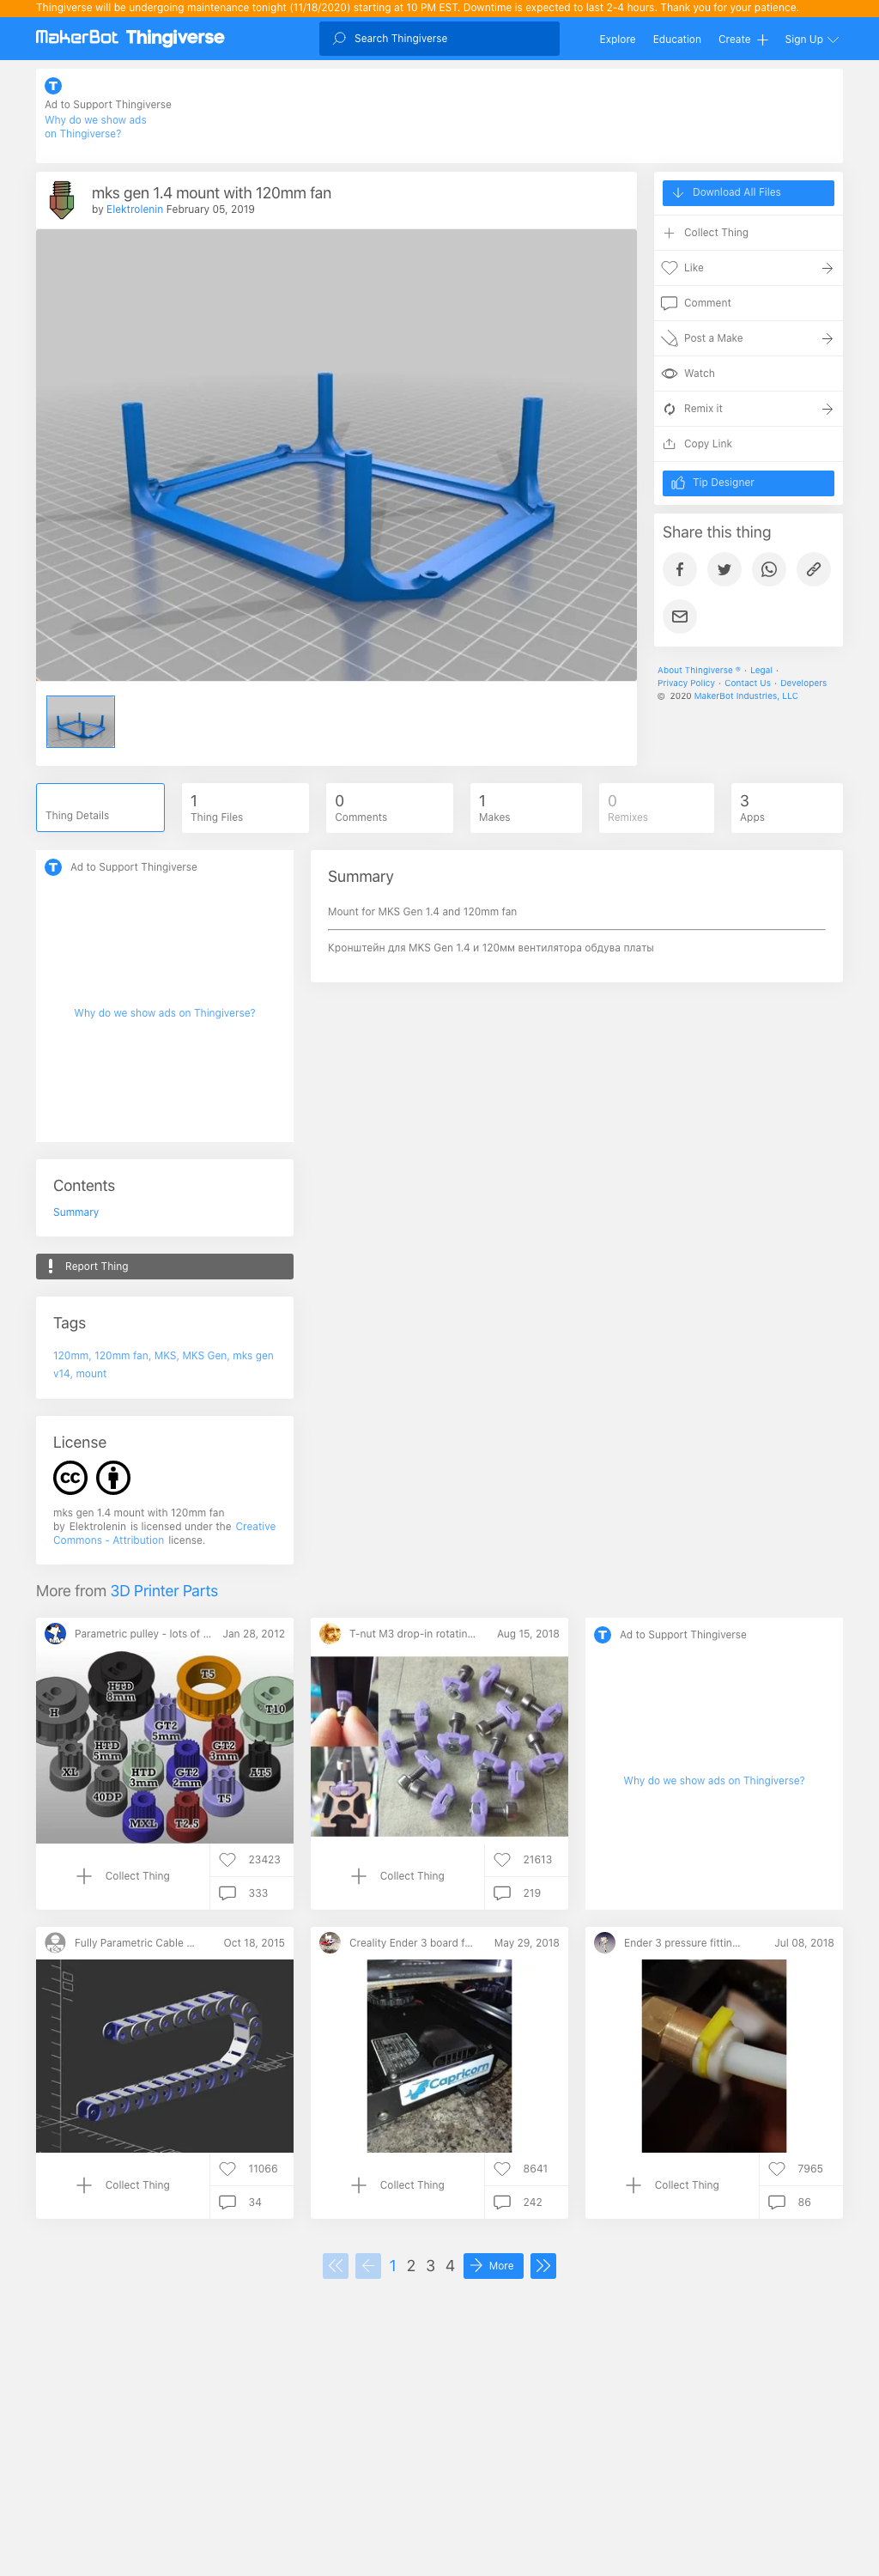 Thingiverse will be undergoing maintenance tonight (11/18/2020) starting at 10 PM EST. Downtime is expected to last 2-4 hours. Thank you for your patience.
MakerBot Thingiverse
Search Thingiverse
Explore Education Create Sign Up
Ad to Support Thingiverse
Why do we show ads
on Thingiverse?
mks gen 1.4 mount with 120mm fan
by Elektrolenin February 05, 2019
Download All Files
Collect Thing
Like
Comment
Post a Make
Watch
Remix it
Copy Link
Tip Designer
Share this thing
About Thingiverse ® · Legal ·
Privacy Policy · Contact Us · Developers
© 2020 MakerBot Industries, LLC
Thing Details
1
Thing Files
0
Comments
1
Makes
0
Remixes
3
Apps
Ad to Support Thingiverse
Why do we show ads on Thingiverse?
Summary
Mount for MKS Gen 1.4 and 120mm fan
Кронштейн для MKS Gen 1.4 и 120мм вентилятора обдува платы
Contents
Summary
Report Thing
Tags
120mm, 120mm fan, MKS, MKS Gen, mks gen
v14, mount
License
cc
mks gen 1.4 mount with 120mm fan
by Elektrolenin is licensed under the Creative
Commons - Attribution license.
More from 3D Printer Parts
Parametric pulley - lots of ... Jan 28, 2012
H
HTD
8mm
T5
T10
GT2
5mm
HTD
5mm
GT2
3mm
XL
HTD
3mm
GT2
2mm
AT5
40DP
T5
MXL
T2.5
Collect Thing
23423
333
T-nut M3 drop-in rotatin... Aug 15, 2018
Collect Thing
21613
219
Ad to Support Thingiverse
Why do we show ads on Thingiverse?
Fully Parametric Cable ... Oct 18, 2015
Collect Thing
11066
34
Creality Ender 3 board f... May 29, 2018
Capricorn
Collect Thing
8641
242
Ender 3 pressure fittin... Jul 08, 2018
Collect Thing
7965
86
1 2 3 4 More